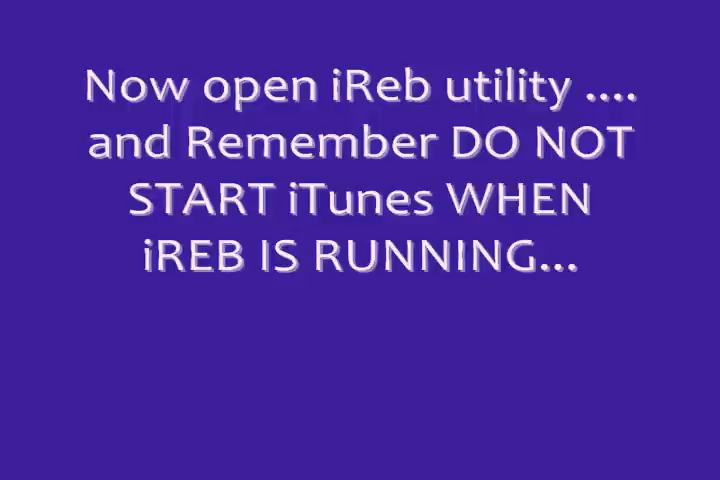 Now open iReb utility ....
and Remember DO NOT
START iTunes WHEN
iREB IS RUNNING...